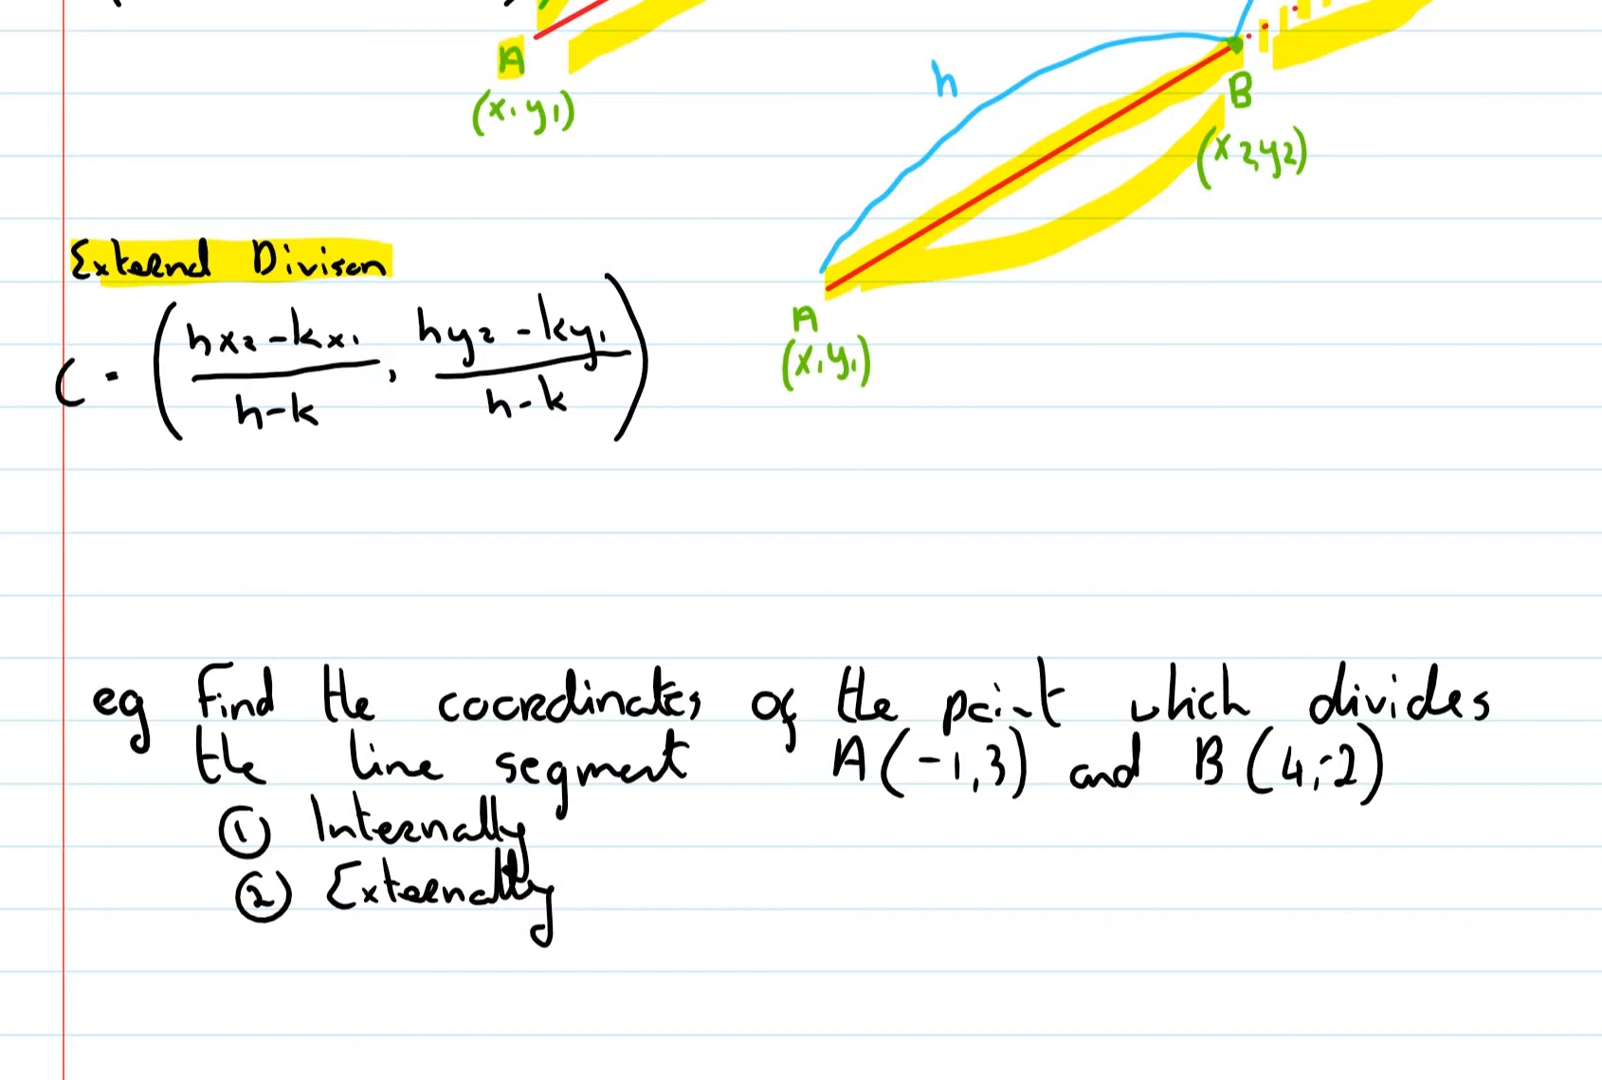 A
(x₁ y₁)
h
B
(x2,y2)
External Divison
C = (hx₂-kx₁ / h-k , hy₂-ky₁ / h-k)
A
(x₁ y₁)
eg Find the coordinates of the point which divides
the line segment A(-1,3) and B(4,-2)
① Internally
② Externally